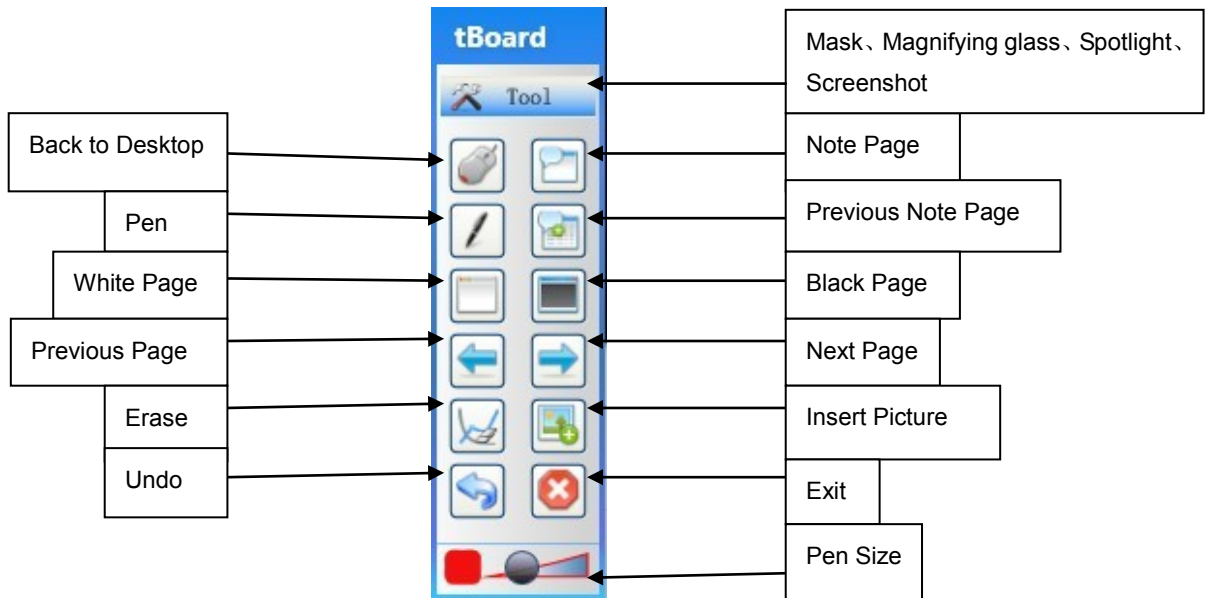 tBoard
Tool
Mask、Magnifying glass、Spotlight、
Screenshot
Back to Desktop
Note Page
Pen
Previous Note Page
White Page
Black Page
Previous Page
Next Page
Erase
Insert Picture
Undo
Exit
Pen Size